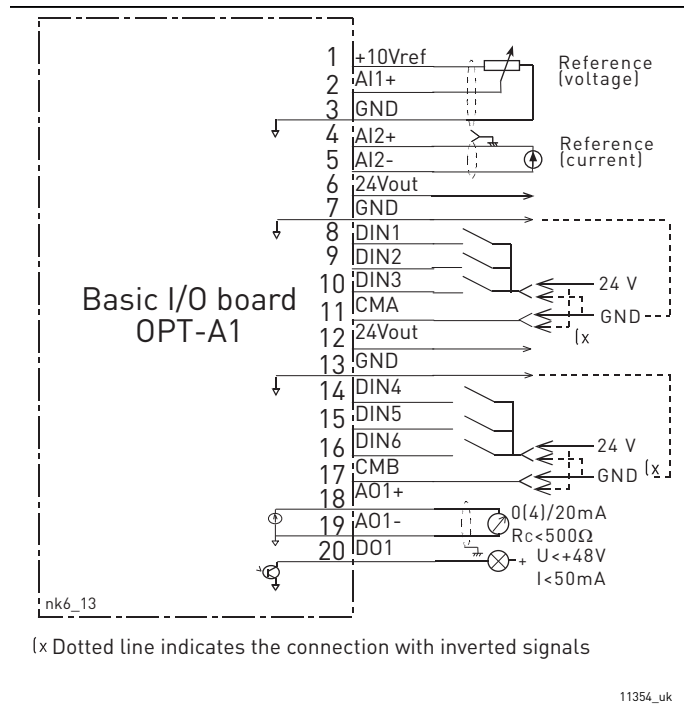 1 +10Vref
2 AI1+
3 GND
4 AI2+
5 AI2-
6 24Vout
7 GND
8 DIN1
9 DIN2
10 DIN3
11 CMA
12 24Vout
13 GND
14 DIN4
15 DIN5
16 DIN6
17 CMB
18 AO1+
19 AO1-
20 DO1
Reference
(voltage)
Reference
(current)
Basic I/O board
OPT-A1
24 V
GND
(x
24 V
GND (x
0(4)/20mA
RC<500Ω
+ U<+48V
I<50mA
nk6_13
(x Dotted line indicates the connection with inverted signals
11354_uk